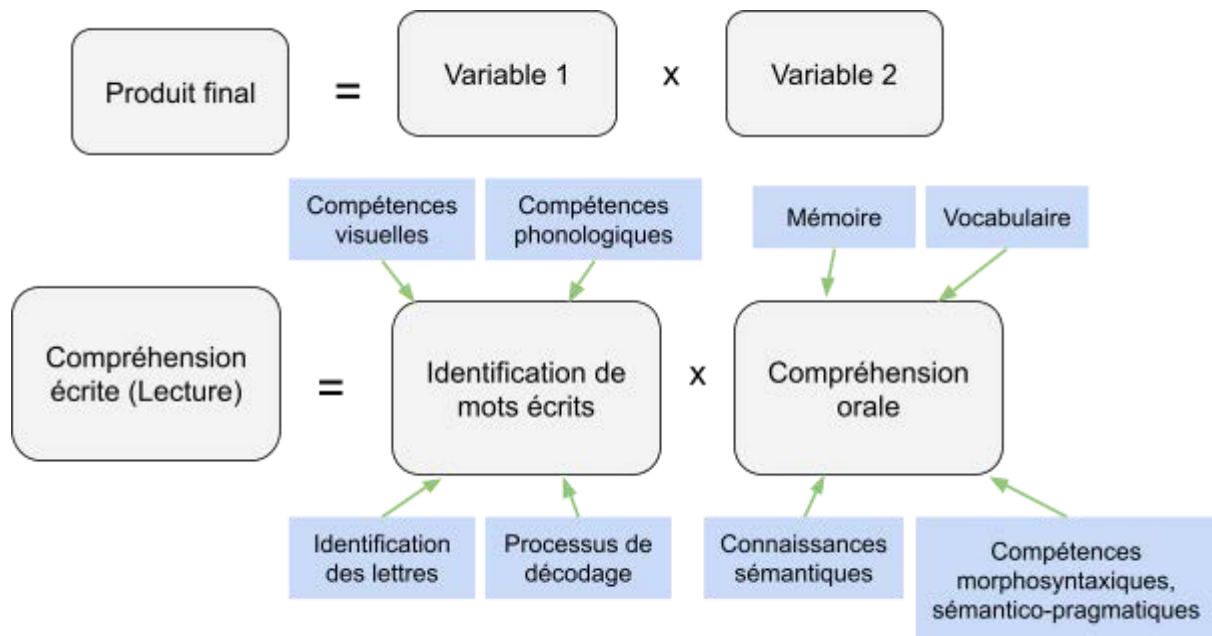 Produit final
=
Variable 1
x
Variable 2
Compétences
visuelles
Compétences
phonologiques
Mémoire
Vocabulaire
Compréhension
écrite (Lecture)
=
Identification de
mots écrits
x
Compréhension
orale
Identification
des lettres
Processus de
décodage
Connaissances
sémantiques
Compétences
morphosyntaxiques,
sémantico-pragmatiques